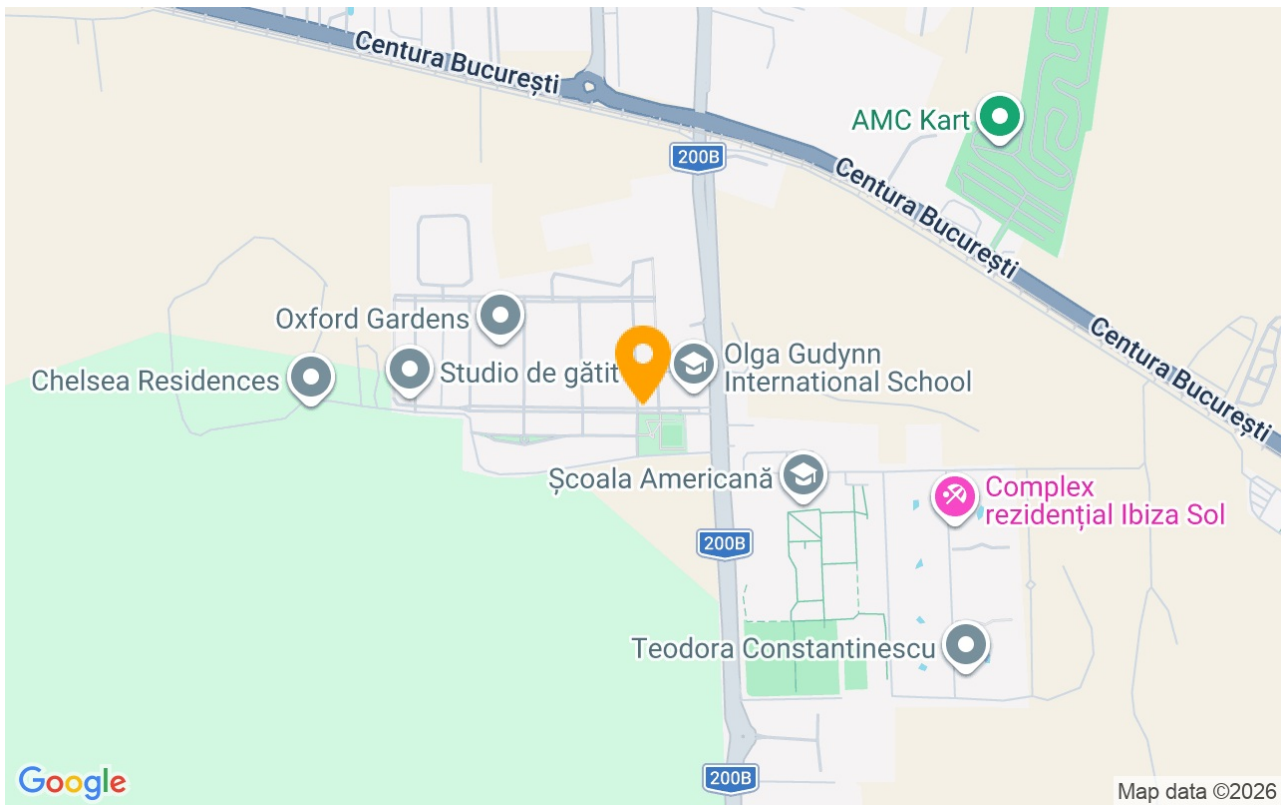 Centura București
200B
AMC Kart
Centura București
Oxford Gardens
Centura București
Chelsea Residences
Studio de gătit
Olga Gudynn
International School
Școala Americană
Complex
rezidențial Ibiza Sol
200B
Teodora Constantinescu
200B
Google
Map data ©2026